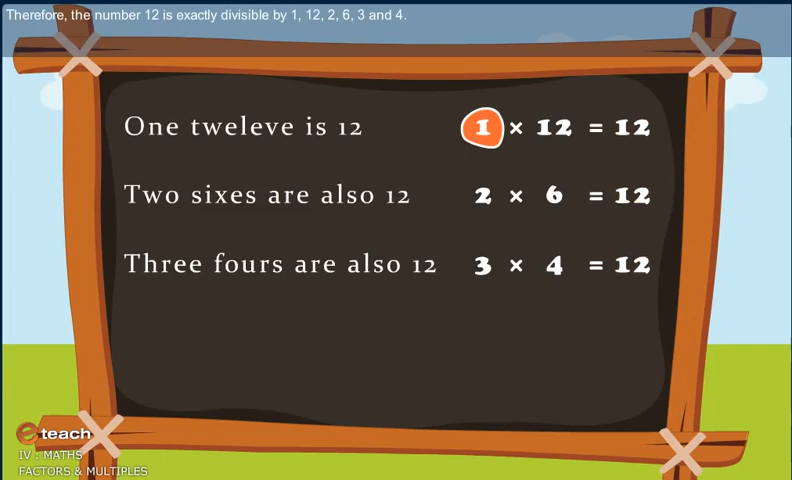 Therefore, the number 12 is exactly divisible by 1, 12, 2, 6, 3 and 4.
One tweleve is 12 1 × 12 = 12
Two sixes are also 12 2 × 6 = 12
Three fours are also 12 3 × 4 = 12
eteach
IV : MATHS
FACTORS & MULTIPLES